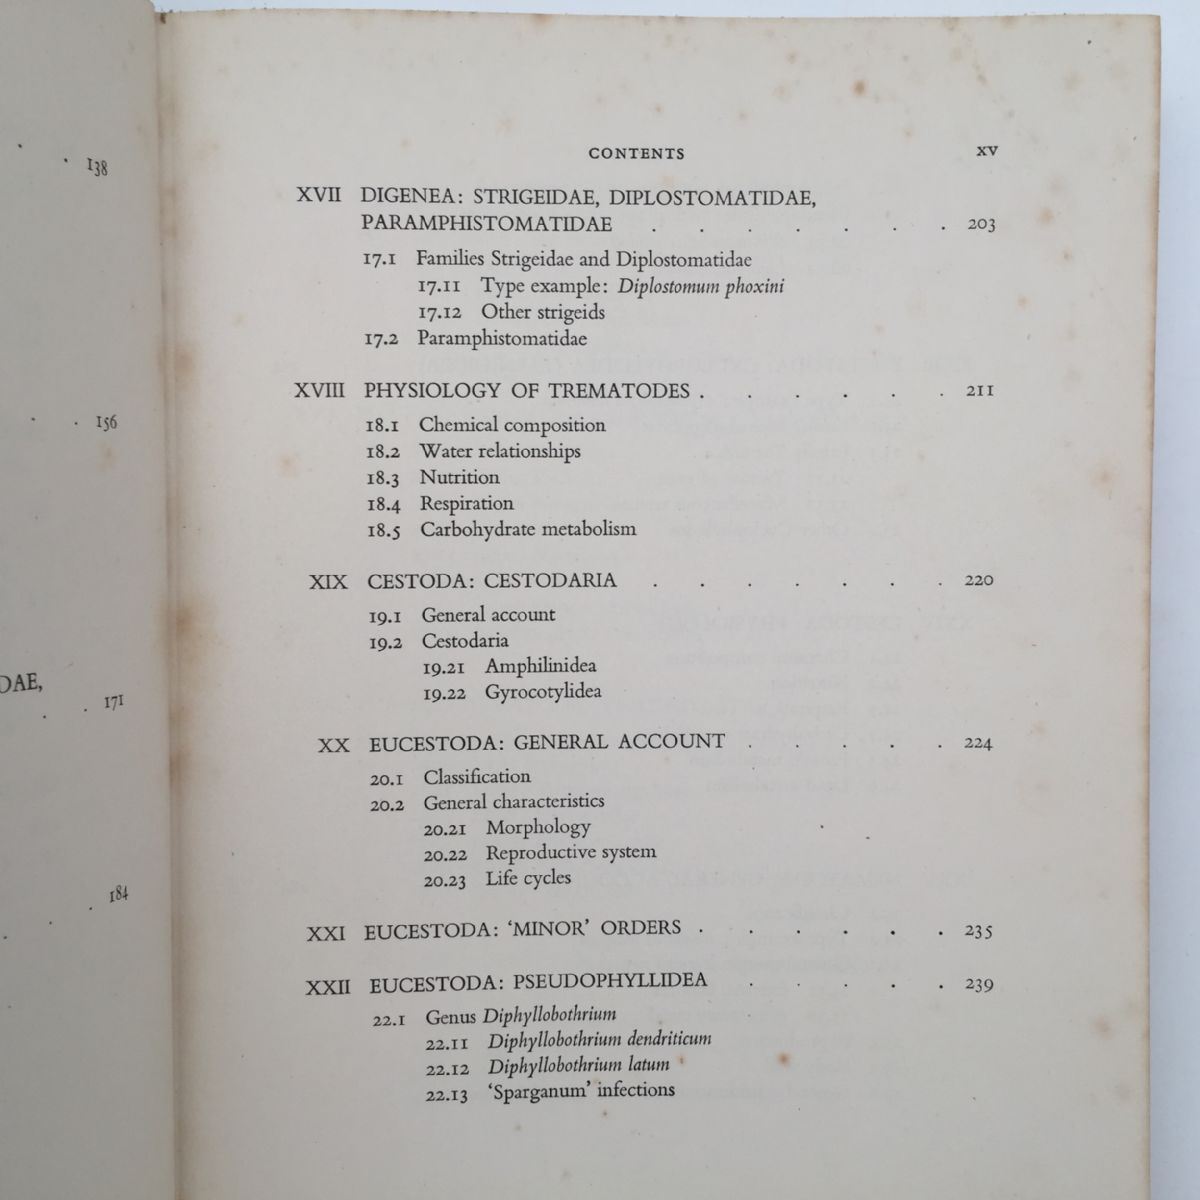 138
156
DAE,
171
184
CONTENTS xv
XVII DIGENEA: STRIGEIDAE, DIPLOSTOMATIDAE,
PARAMPHISTOMATIDAE . . . . . . . 203
17.1 Families Strigeidae and Diplostomatidae
17.11 Type example: Diplostomum phoxini
17.12 Other strigeids
17.2 Paramphistomatidae
XVIII PHYSIOLOGY OF TREMATODES . . . . . . 211
18.1 Chemical composition
18.2 Water relationships
18.3 Nutrition
18.4 Respiration
18.5 Carbohydrate metabolism
XIX CESTODA: CESTODARIA . . . . . . . 220
19.1 General account
19.2 Cestodaria
19.21 Amphilinidea
19.22 Gyrocotylidea
XX EUCESTODA: GENERAL ACCOUNT . . . . . 224
20.1 Classification
20.2 General characteristics
20.21 Morphology
20.22 Reproductive system
20.23 Life cycles
XXI EUCESTODA: ‘MINOR’ ORDERS . . . . . . 235
XXII EUCESTODA: PSEUDOPHYLLIDEA . . . . . 239
22.1 Genus Diphyllobothrium
22.11 Diphyllobothrium dendriticum
22.12 Diphyllobothrium latum
22.13 ‘Sparganum’ infections